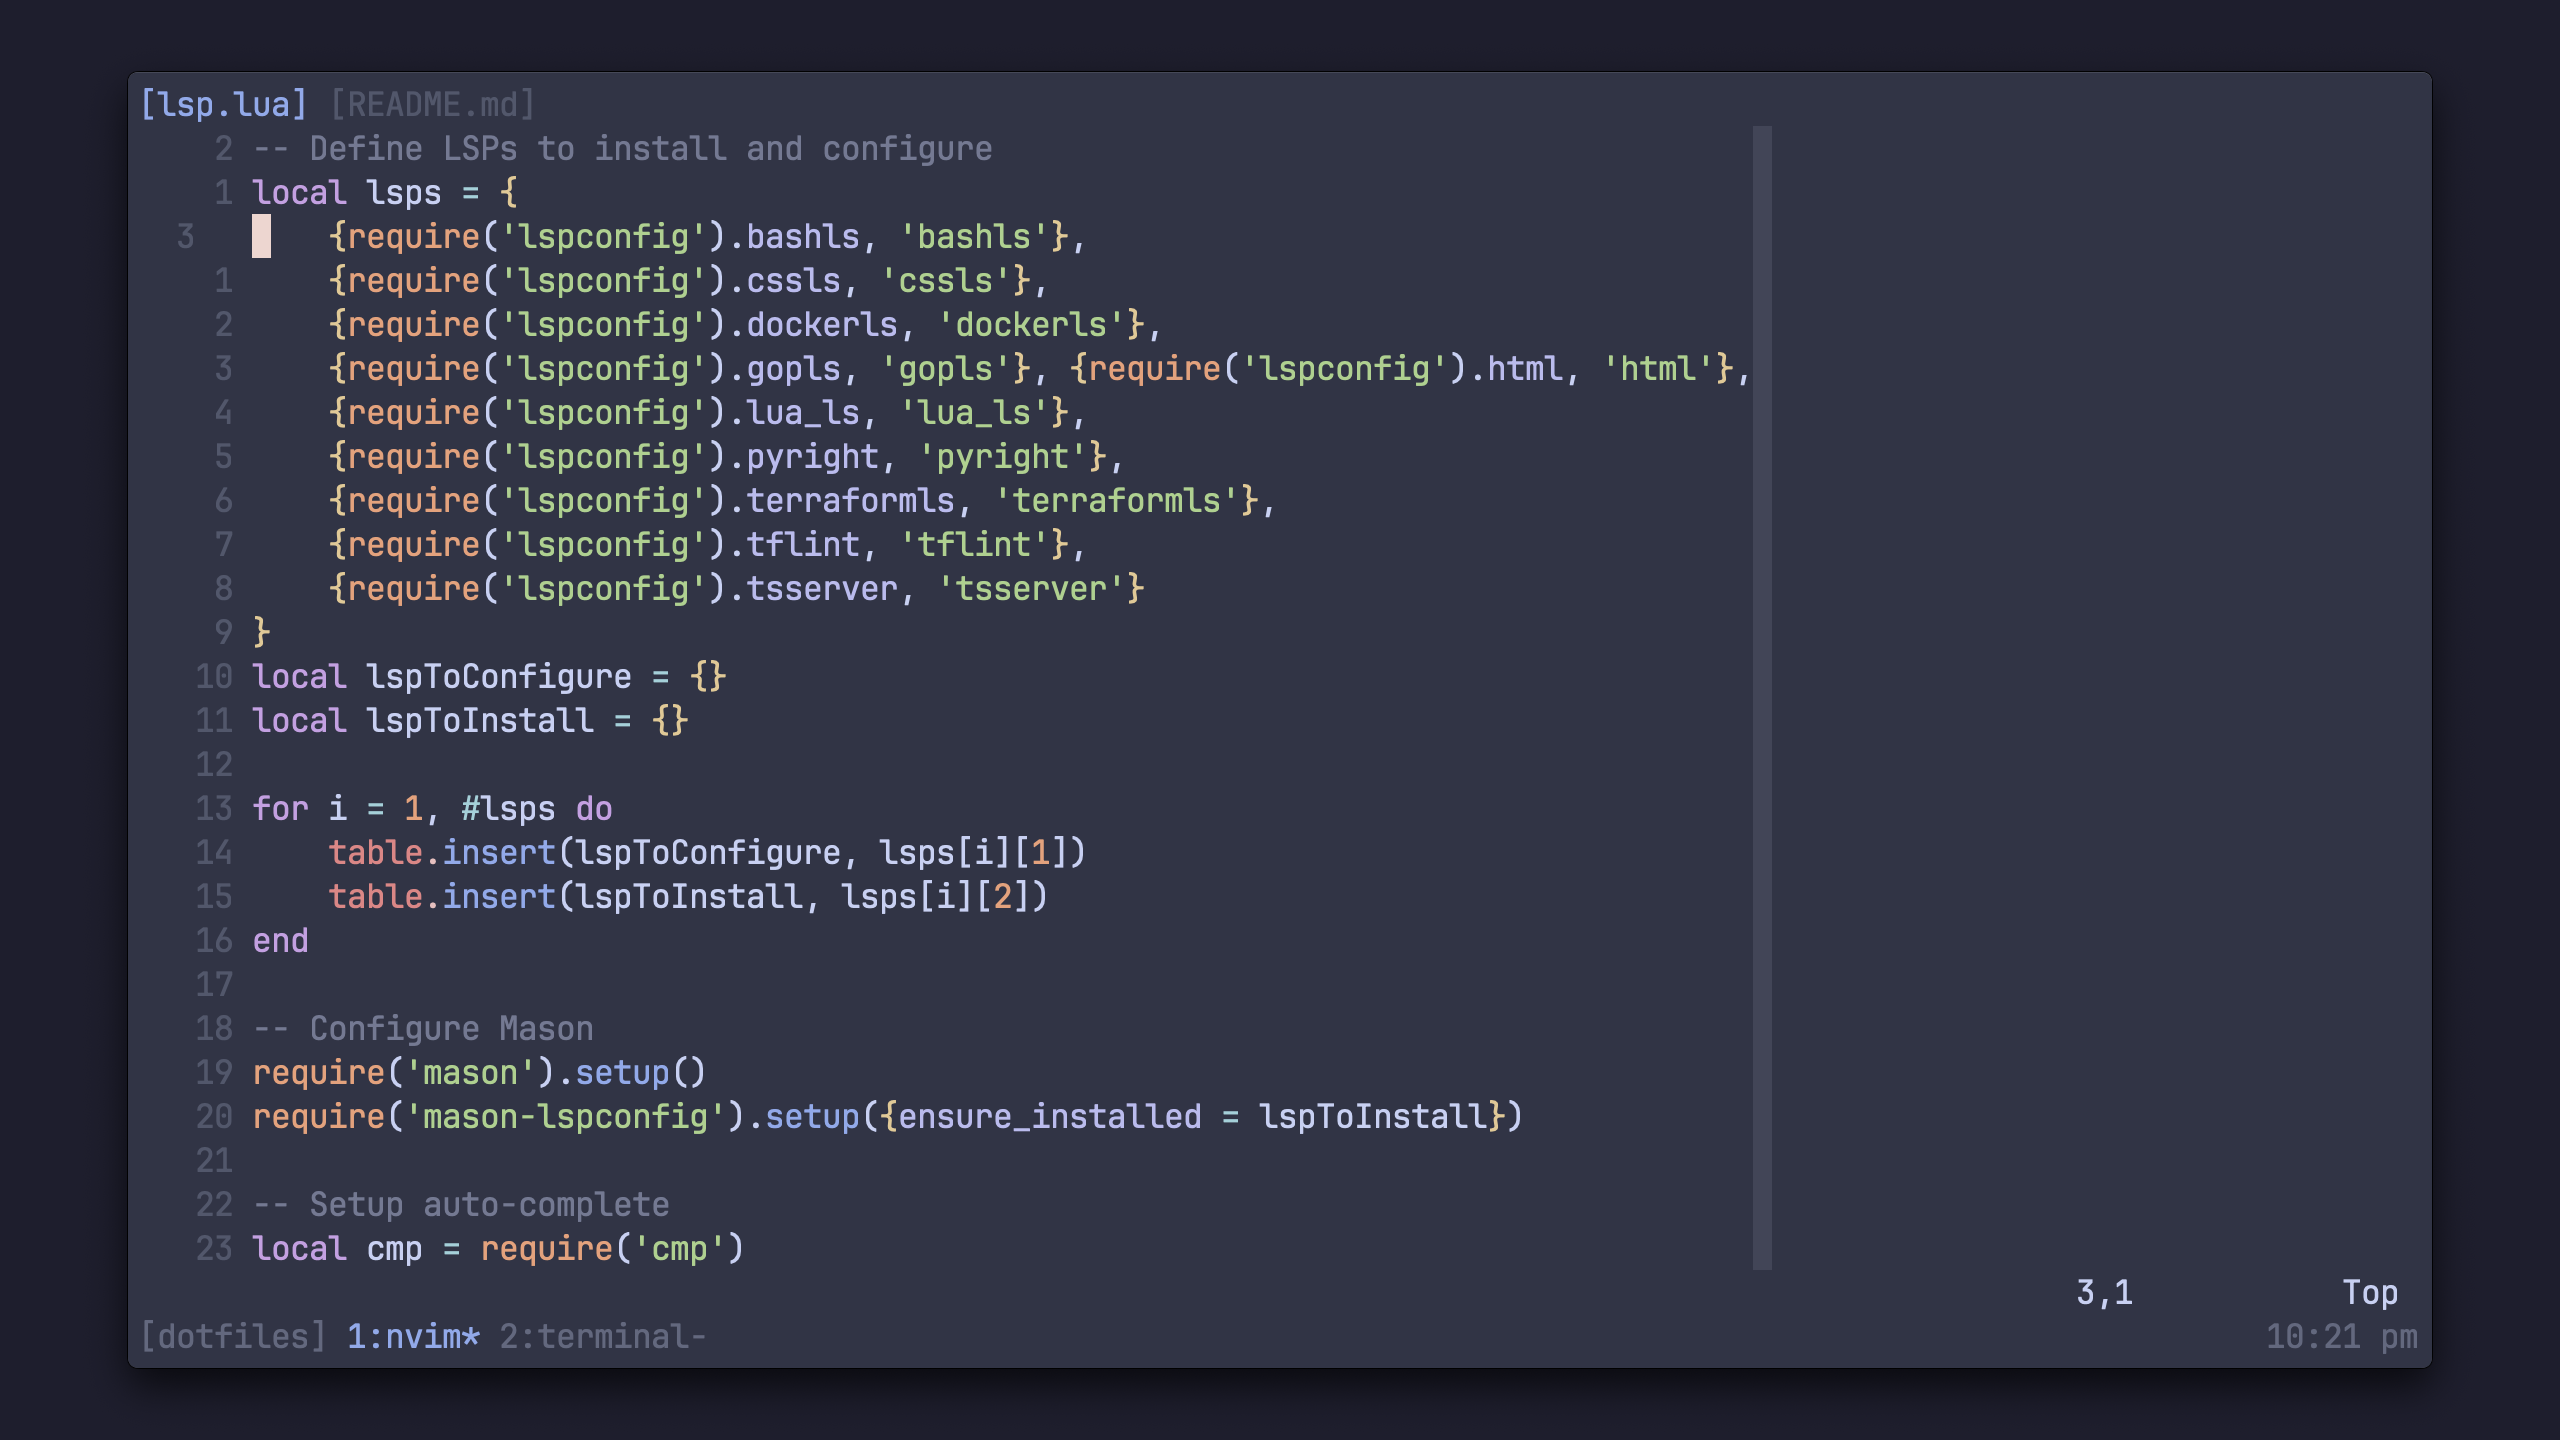 [lsp.lua] [README.md]
2 -- Define LSPs to install and configure
1 local lsps = {
3 {require('lspconfig').bashls, 'bashls'},
1 {require('lspconfig').cssls, 'cssls'},
2 {require('lspconfig').dockerls, 'dockerls'},
3 {require('lspconfig').gopls, 'gopls'}, {require('lspconfig').html, 'html'},
4 {require('lspconfig').lua_ls, 'lua_ls'},
5 {require('lspconfig').pyright, 'pyright'},
6 {require('lspconfig').terraformls, 'terraformls'},
7 {require('lspconfig').tflint, 'tflint'},
8 {require('lspconfig').tsserver, 'tsserver'}
9 }
10 local lspToConfigure = {}
11 local lspToInstall = {}
12
13 for i = 1, #lsps do
14 table.insert(lspToConfigure, lsps[i][1])
15 table.insert(lspToInstall, lsps[i][2])
16 end
17
18 -- Configure Mason
19 require('mason').setup()
20 require('mason-lspconfig').setup({ensure_installed = lspToInstall})
21
22 -- Setup auto-complete
23 local cmp = require('cmp')
3,1 Top
[dotfiles] 1:nvim* 2:terminal- 10:21 pm